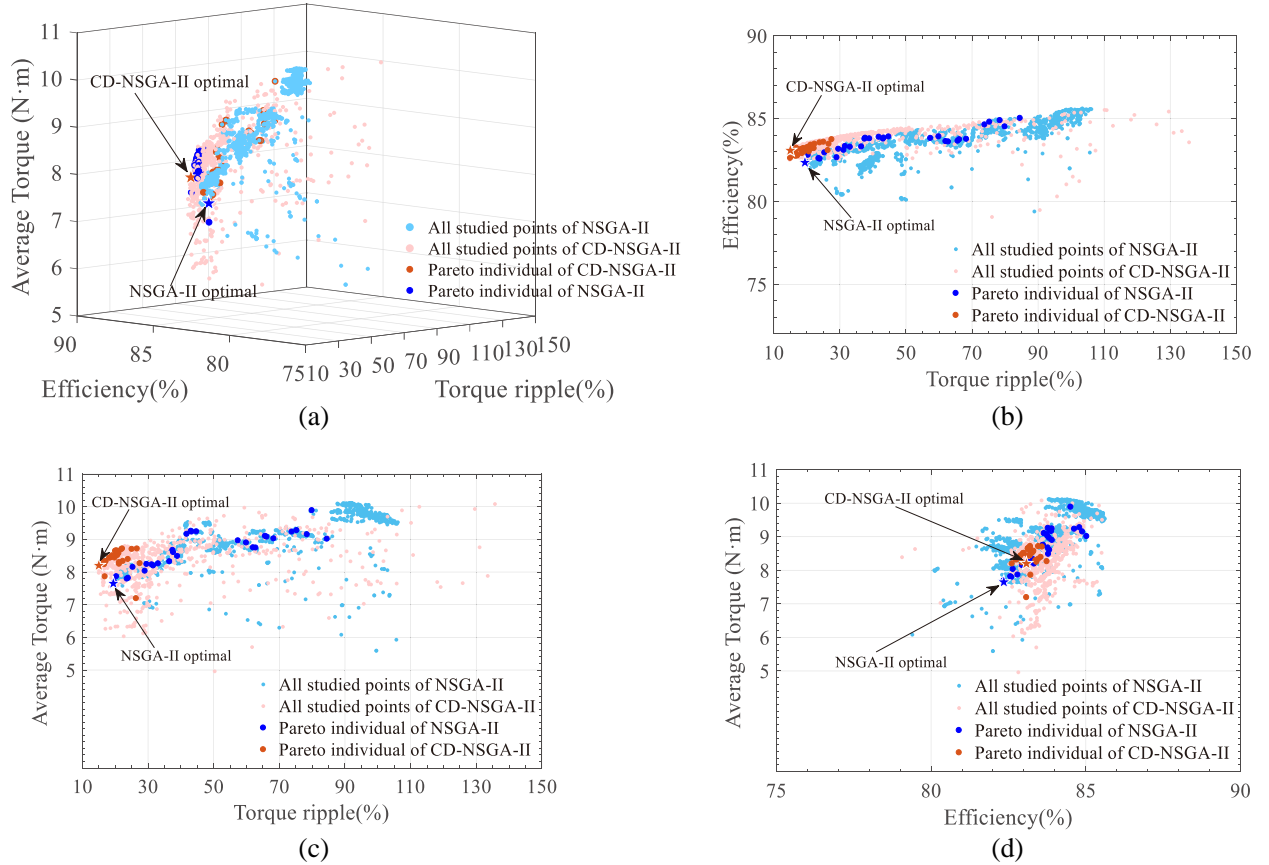 11
10
9
8
7
6
5
Average Torque (N·m)
CD-NSGA-II optimal
NSGA-II optimal
All studied points of NSGA-II
All studied points of CD-NSGA-II
Pareto individual of CD-NSGA-II
Pareto individual of NSGA-II
90
85
80
75
10 30 50 70 90 110 130 150
Efficiency(%)
Torque ripple(%)
(a)
90
85
80
75
Efficiency(%)
CD-NSGA-II optimal
NSGA-II optimal
All studied points of NSGA-II
All studied points of CD-NSGA-II
Pareto individual of NSGA-II
Pareto individual of CD-NSGA-II
10 30 50 70 90 110 130 150
Torque ripple(%)
(b)
11
10
9
8
7
6
5
Average Torque (N·m)
CD-NSGA-II optimal
NSGA-II optimal
All studied points of NSGA-II
All studied points of CD-NSGA-II
Pareto individual of NSGA-II
Pareto individual of CD-NSGA-II
10 30 50 70 90 110 130 150
Torque ripple(%)
(c)
11
10
9
8
7
6
5
Average Torque (N·m)
CD-NSGA-II optimal
NSGA-II optimal
All studied points of NSGA-II
All studied points of CD-NSGA-II
Pareto individual of NSGA-II
Pareto individual of CD-NSGA-II
75 80 85 90
Efficiency(%)
(d)